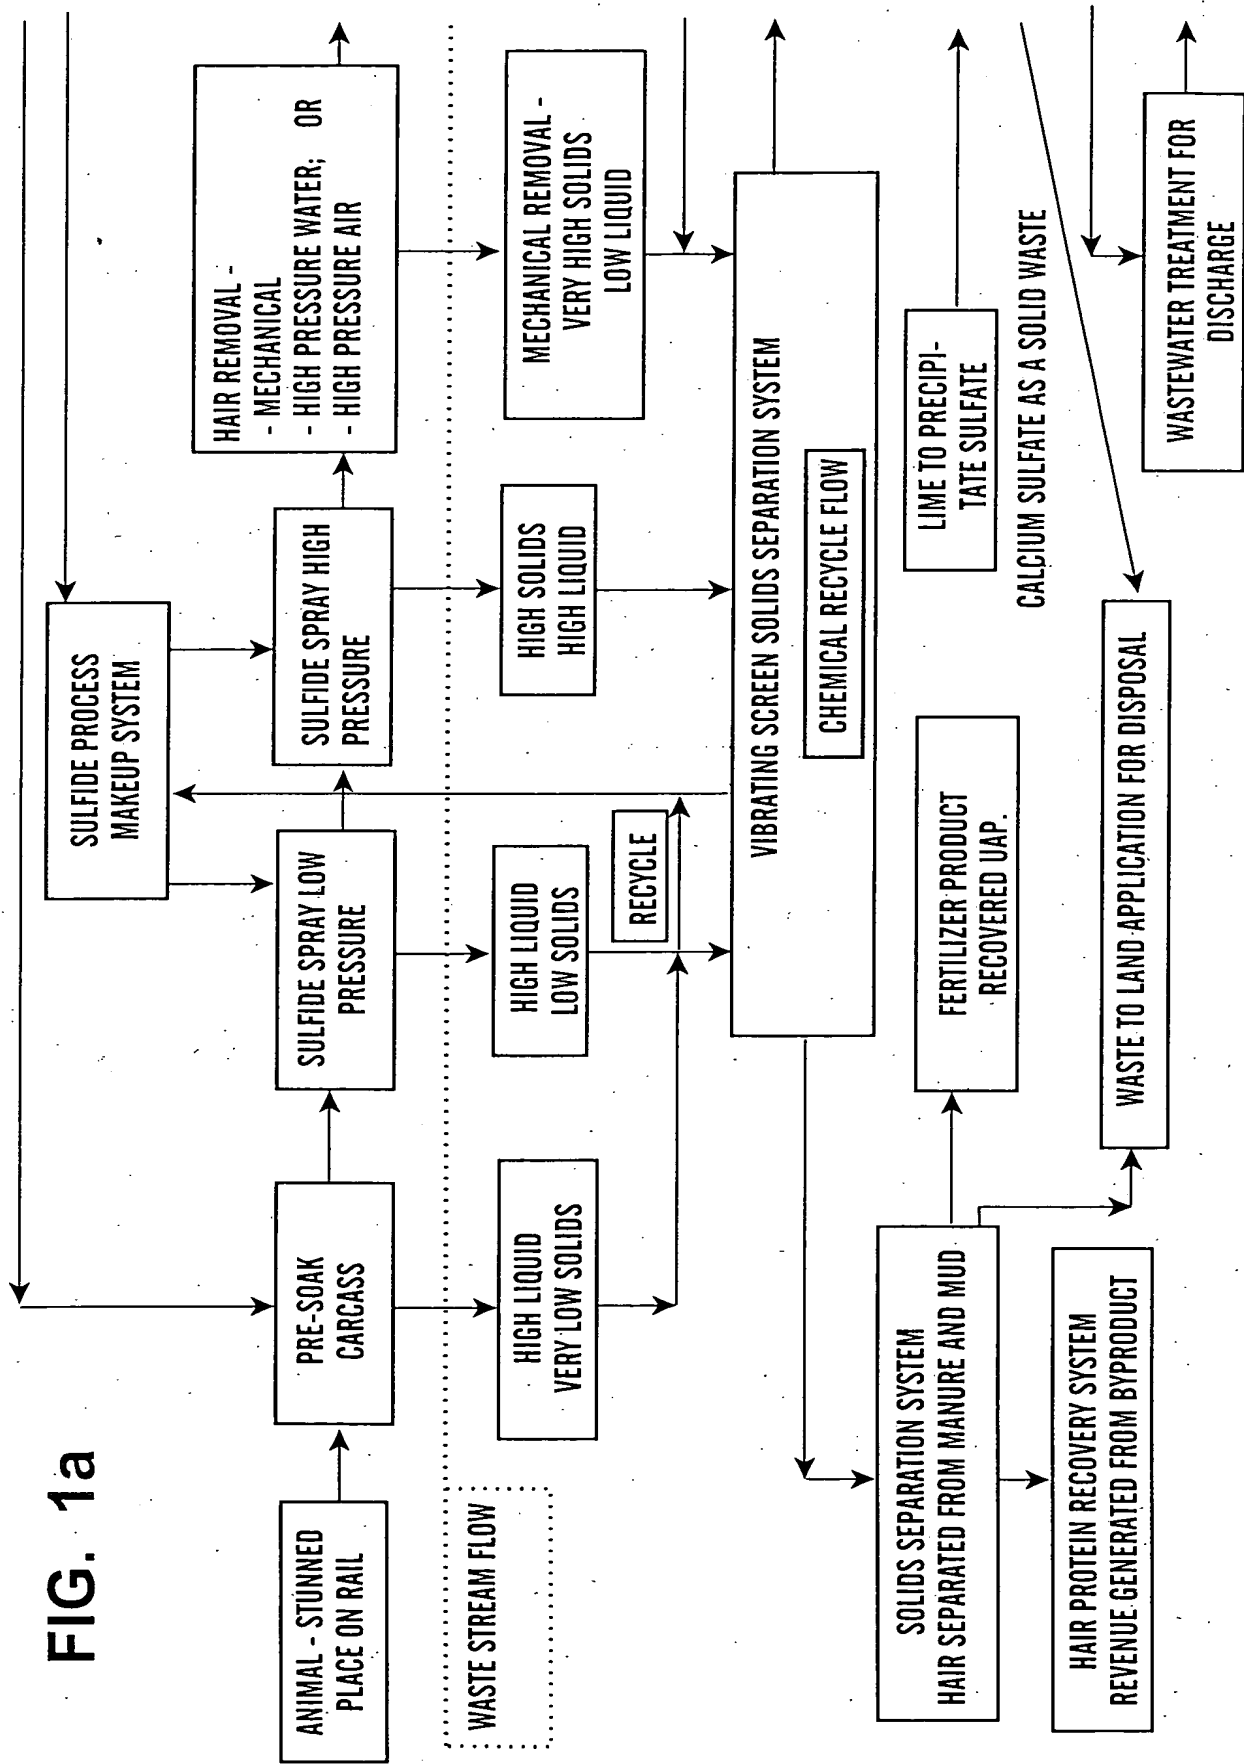 FIG. 1a
SULFIDE PROCESS
MAKEUP SYSTEM
ANIMAL - STUNNED
PLACE ON RAIL
PRE-SOAK
CARCASS
SULFIDE SPRAY LOW
PRESSURE
SULFIDE SPRAY HIGH
PRESSURE
HAIR REMOVAL -
- MECHANICAL
- HIGH PRESSURE WATER; OR
- HIGH PRESSURE AIR
WASTE STREAM FLOW
HIGH LIQUID
VERY LOW SOLIDS
HIGH LIQUID
LOW SOLIDS
HIGH SOLIDS
HIGH LIQUID
MECHANICAL REMOVAL -
VERY HIGH SOLIDS
LOW LIQUID
RECYCLE
VIBRATING SCREEN SOLIDS SEPARATION SYSTEM
CHEMICAL RECYCLE FLOW
SOLIDS SEPARATION SYSTEM
HAIR SEPARATED FROM MANURE AND MUD
FERTILIZER PRODUCT
RECOVERED UAP.
LIME TO PRECIPI-
TATE SULFATE
CALCIUM SULFATE AS A SOLID WASTE
HAIR PROTEIN RECOVERY SYSTEM
REVENUE GENERATED FROM BYPRODUCT
WASTE TO LAND APPLICATION FOR DISPOSAL
WASTEWATER TREATMENT FOR
DISCHARGE